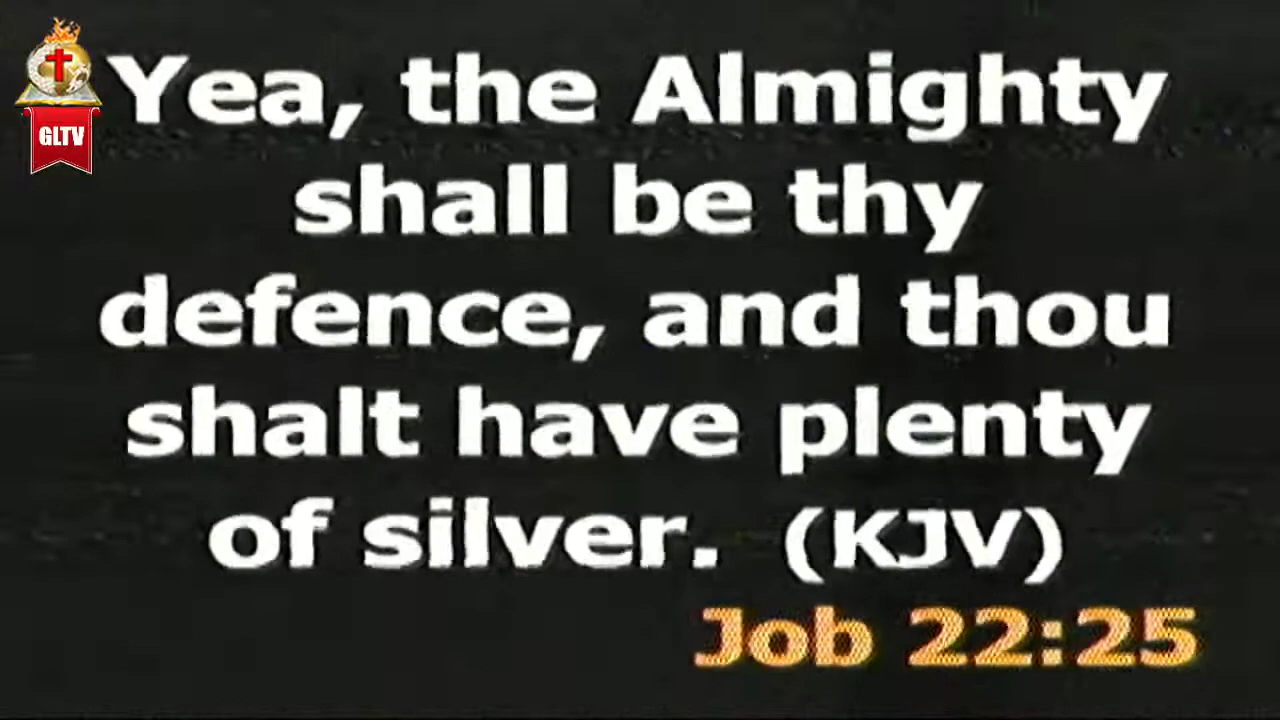 GLTV
Yea, the Almighty
shall be thy
defence, and thou
shalt have plenty
of silver. (KJV)
Job 22:25